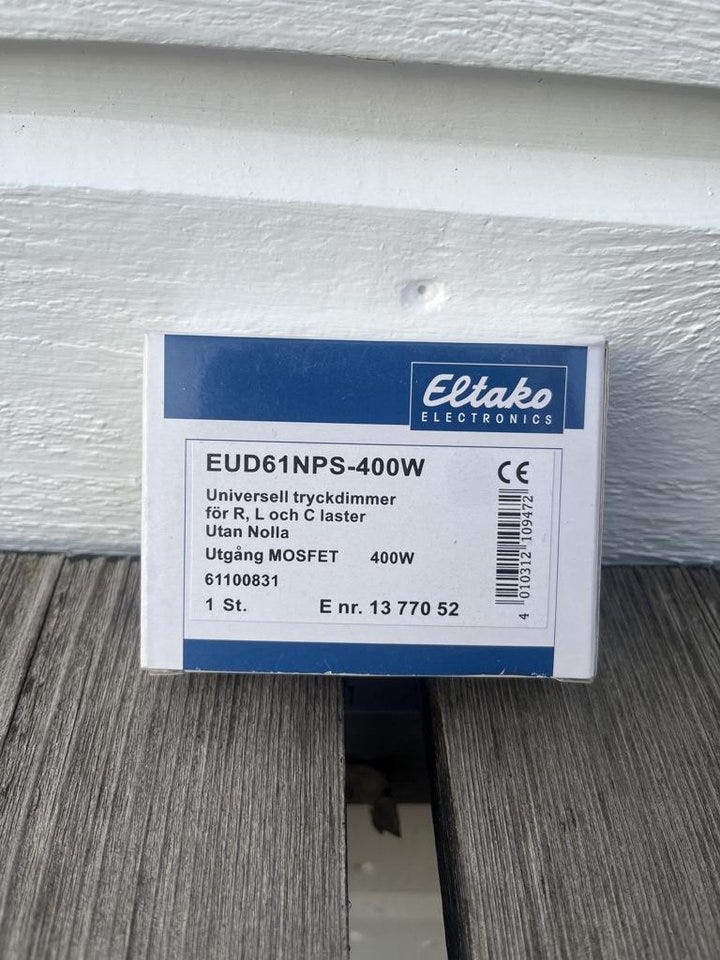 Eltako
ELECTRONICS
EUD61NPS-400W
CE
Universell tryckdimmer
för R, L och C laster
Utan Nolla
Utgång MOSFET 400W
61100831
1 St. E nr. 13 770 52
4 010312 109472